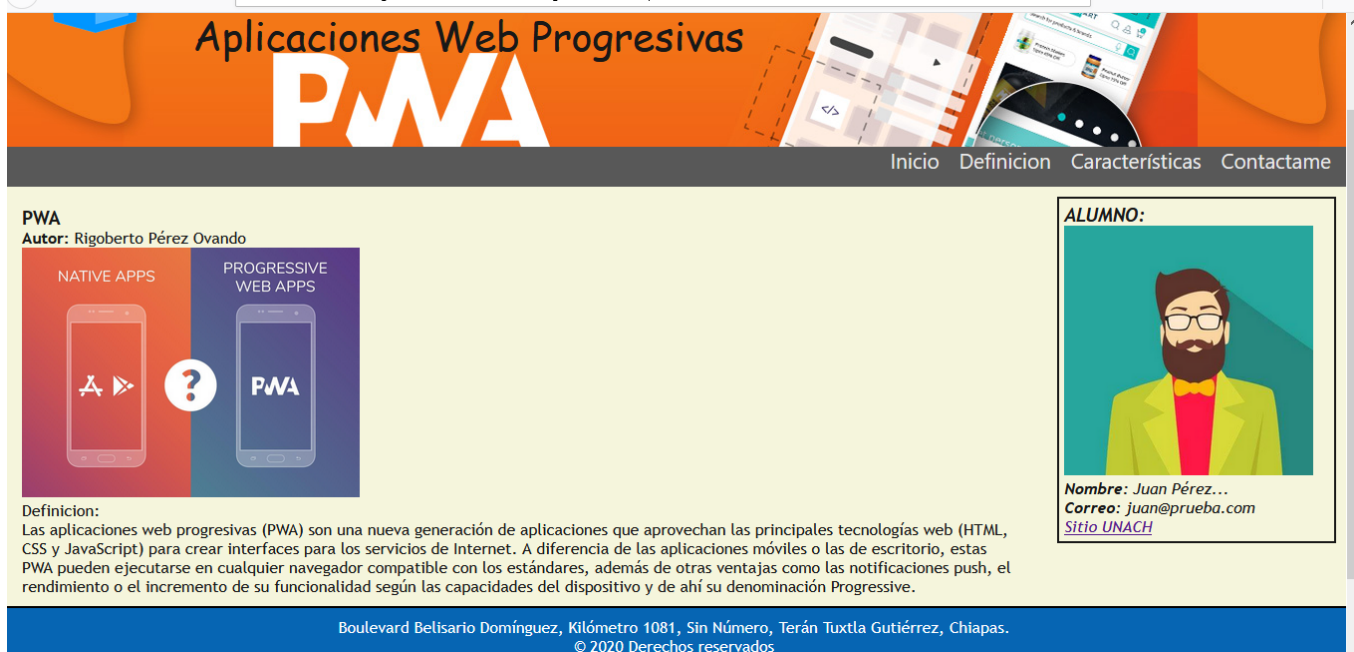 Aplicaciones Web Progresivas
PWA
</>
Search for products & brands
Inicio Definicion Características Contactame
PWA
Autor: Rigoberto Pérez Ovando
NATIVE APPS
PROGRESSIVE
WEB APPS
?
PWA
Definicion:
Las aplicaciones web progresivas (PWA) son una nueva generación de aplicaciones que aprovechan las principales tecnologías web (HTML,
CSS y JavaScript) para crear interfaces para los servicios de Internet. A diferencia de las aplicaciones móviles o las de escritorio, estas
PWA pueden ejecutarse en cualquier navegador compatible con los estándares, además de otras ventajas como las notificaciones push, el
rendimiento o el incremento de su funcionalidad según las capacidades del dispositivo y de ahí su denominación Progressive.
ALUMNO:
Nombre: Juan Pérez...
Correo: juan@prueba.com
Sitio UNACH
Boulevard Belisario Domínguez, Kilómetro 1081, Sin Número, Terán Tuxtla Gutiérrez, Chiapas.
© 2020 Derechos reservados